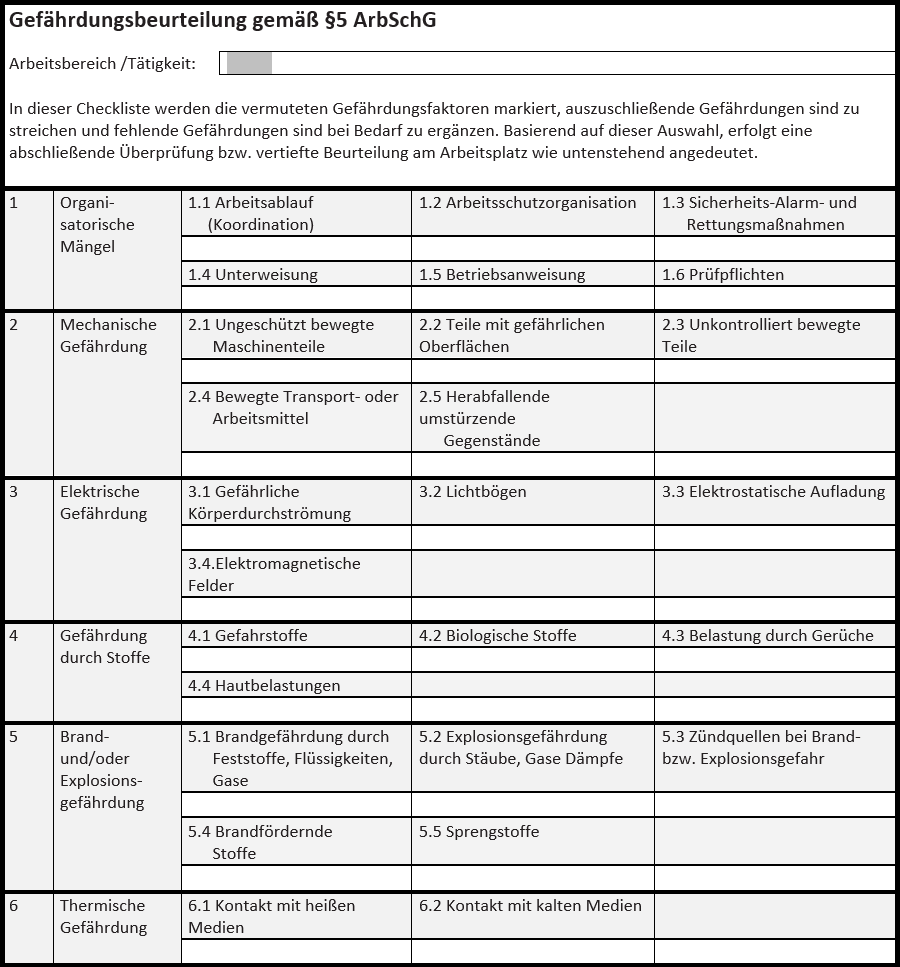 Gefährdungsbeurteilung gemäß §5 ArbSchG
Arbeitsbereich /Tätigkeit:
In dieser Checkliste werden die vermuteten Gefährdungsfaktoren markiert, auszuschließende Gefährdungen sind zu
streichen und fehlende Gefährdungen sind bei Bedarf zu ergänzen. Basierend auf dieser Auswahl, erfolgt eine
abschließende Überprüfung bzw. vertiefte Beurteilung am Arbeitsplatz wie untenstehend angedeutet.
1
Organi-
satorische
Mängel
1.1 Arbeitsablauf
(Koordination)
1.2 Arbeitsschutzorganisation
1.3 Sicherheits-Alarm- und
Rettungsmaßnahmen
1.4 Unterweisung
1.5 Betriebsanweisung
1.6 Prüfpflichten
2
Mechanische
Gefährdung
2.1 Ungeschützt bewegte
Maschinenteile
2.2 Teile mit gefährlichen
Oberflächen
2.3 Unkontrolliert bewegte
Teile
2.4 Bewegte Transport- oder
Arbeitsmittel
2.5 Herabfallende
umstürzende
Gegenstände
3
Elektrische
Gefährdung
3.1 Gefährliche
Körperdurchströmung
3.2 Lichtbögen
3.3 Elektrostatische Aufladung
3.4.Elektromagnetische
Felder
4
Gefährdung
durch Stoffe
4.1 Gefahrstoffe
4.2 Biologische Stoffe
4.3 Belastung durch Gerüche
4.4 Hautbelastungen
5
Brand-
und/oder
Explosions-
gefährdung
5.1 Brandgefährdung durch
Feststoffe, Flüssigkeiten,
Gase
5.2 Explosionsgefährdung
durch Stäube, Gase Dämpfe
5.3 Zündquellen bei Brand-
bzw. Explosionsgefahr
5.4 Brandfördernde
Stoffe
5.5 Sprengstoffe
6
Thermische
Gefährdung
6.1 Kontakt mit heißen
Medien
6.2 Kontakt mit kalten Medien